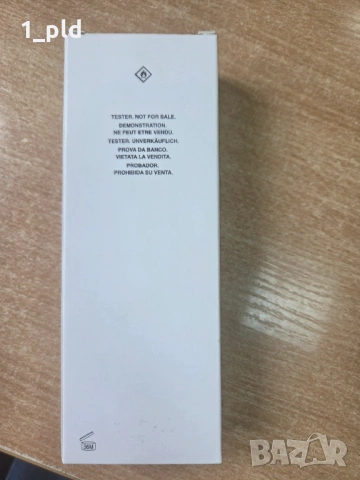 1_pld
TESTER. NOT FOR SALE.
DEMONSTRATION.
NE PEUT ETRE VENDU.
TESTER. UNVERKÄUFLICH.
PROVA DA BANCO.
VIETATA LA VENDITA.
PROBADOR.
PROHIBIDA SU VENTA.
36M
BAZAR